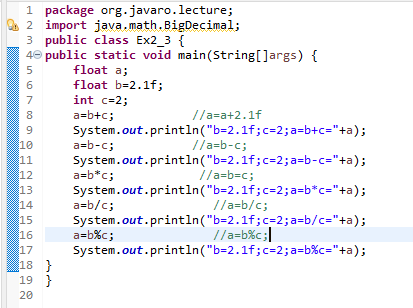 1 package org.javaro.lecture;
2 import java.math.BigDecimal;
3 public class Ex2_3 {
4 public static void main(String[]args) {
5 float a;
6 float b=2.1f;
7 int c=2;
8 a=b+c; //a=a+2.1f
9 System.out.println("b=2.1f;c=2;a=b+c="+a);
10 a=b-c; //a=b-c;
11 System.out.println("b=2.1f;c=2;a=b-c="+a);
12 a=b*c; //a=b=c;
13 System.out.println("b=2.1f;c=2;a=b*c="+a);
14 a=b/c; //a=b/c;
15 System.out.println("b=2.1f;c=2;a=b/c="+a);
16 a=b%c; //a=b%c;
17 System.out.println("b=2.1f;c=2;a=b%c="+a);
18 }
19 }
20